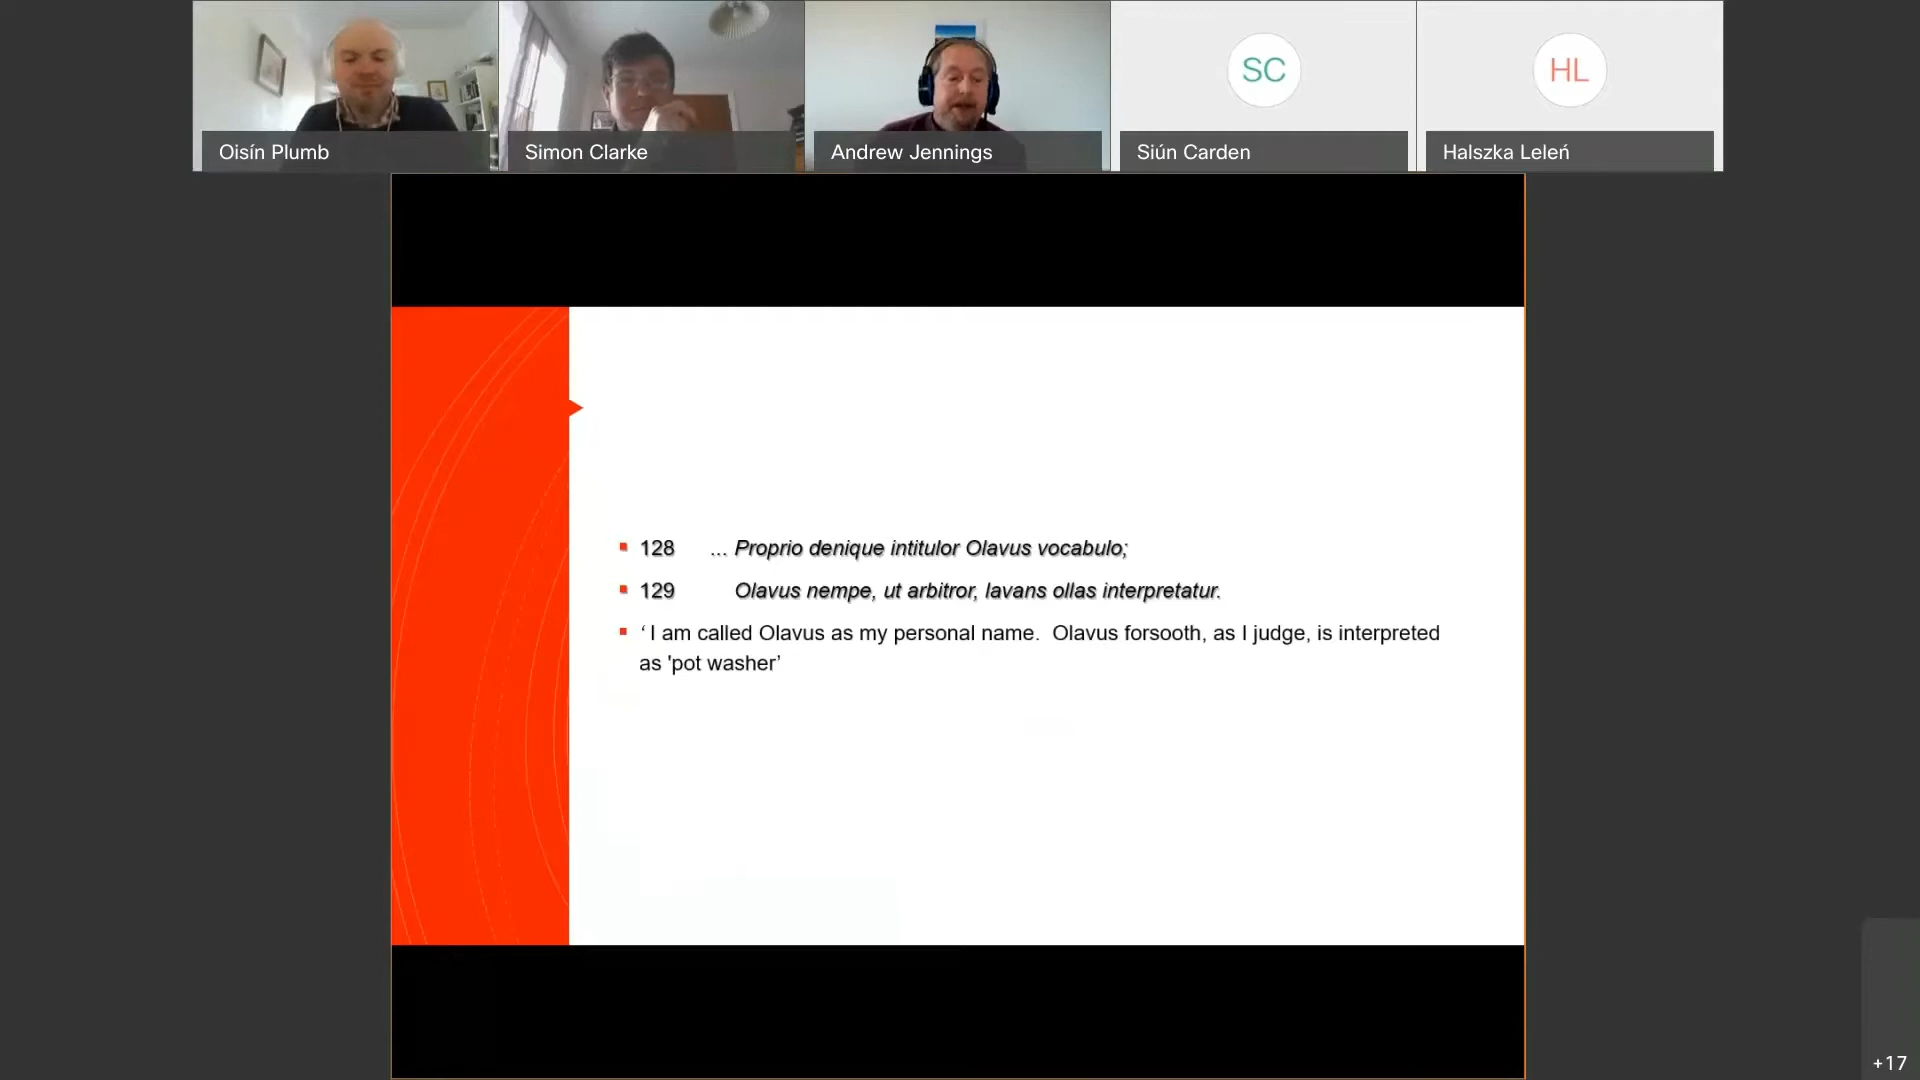 SC
HL
Oisín Plumb
Simon Clarke
Andrew Jennings
Siún Carden
Halszka Leleń
128 ... Proprio denique intitulor Olavus vocabulo;
129 Olavus nempe, ut arbitror, lavans ollas interpretatur.
‘ I am called Olavus as my personal name. Olavus forsooth, as I judge, is interpreted
as 'pot washer’
+17